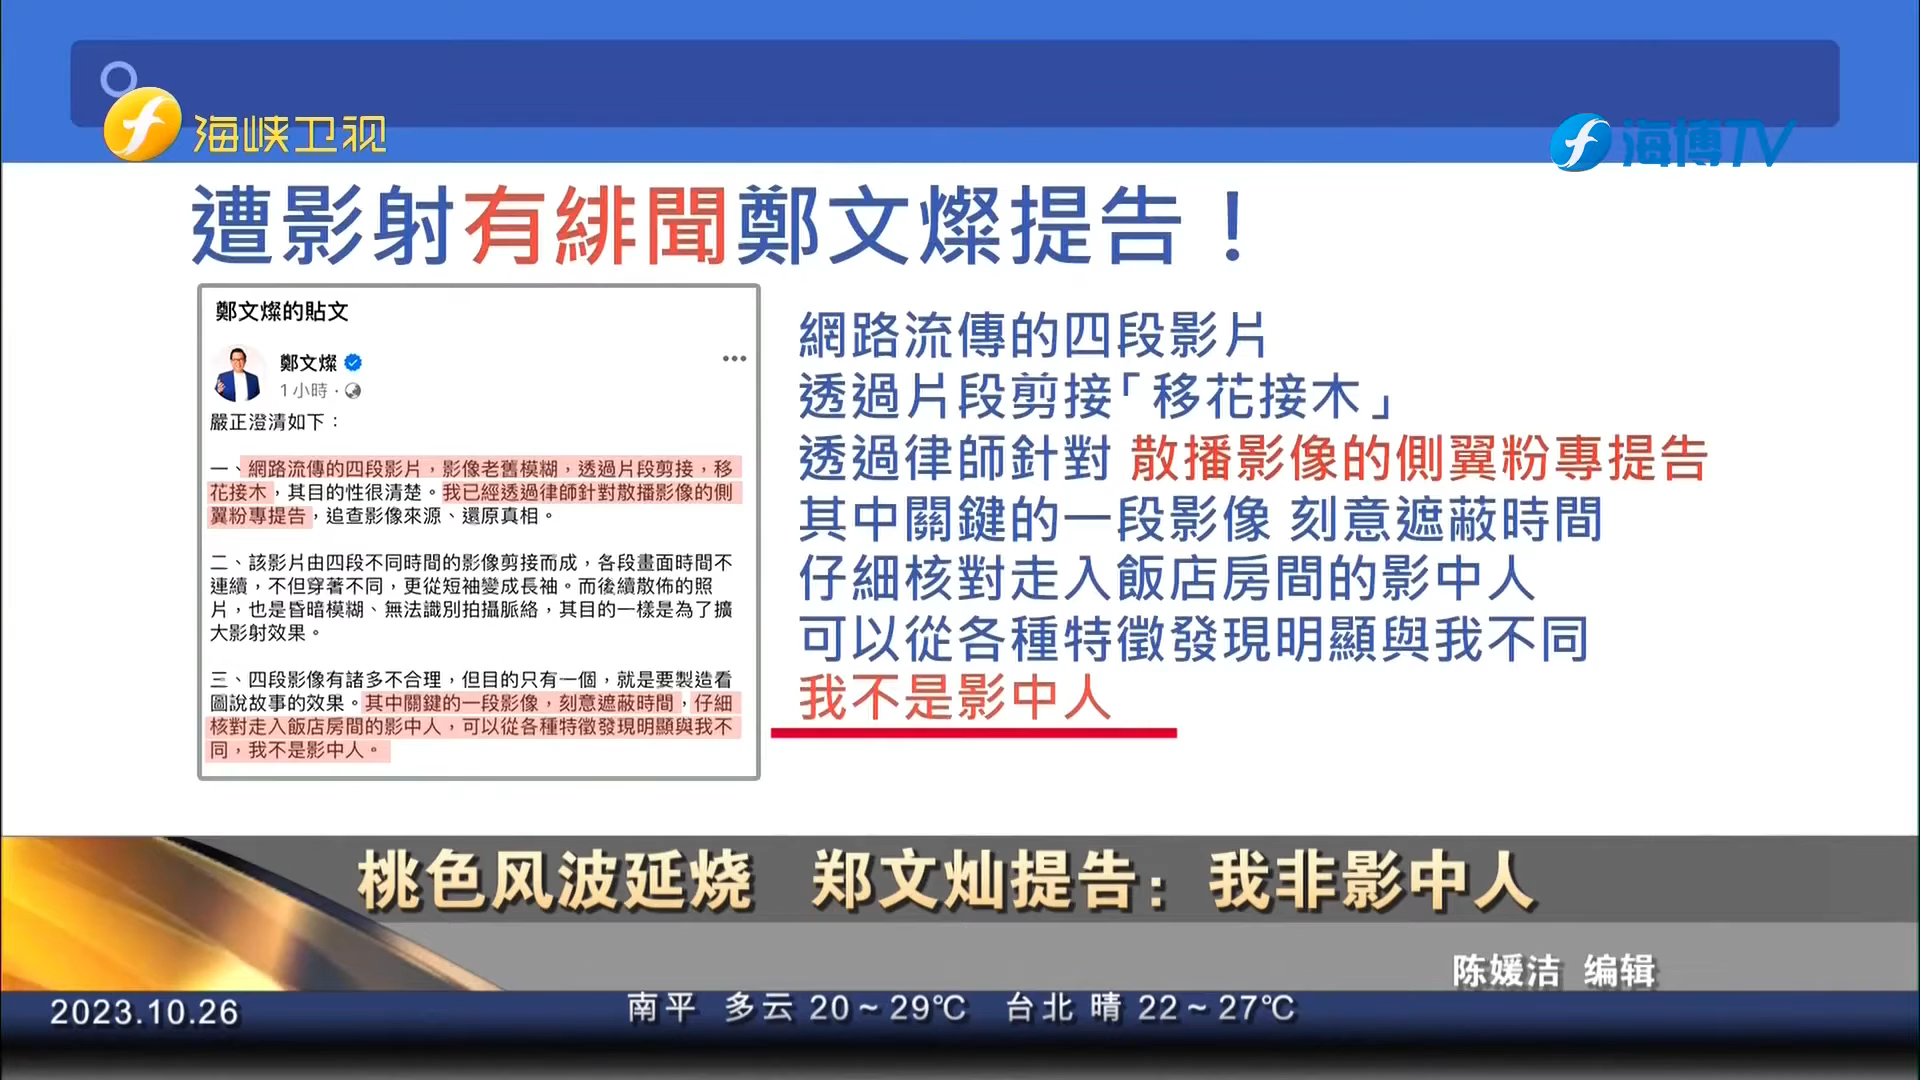 海峡卫视
海博TV
遭影射有緋聞鄭文燦提告！
鄭文燦的貼文
鄭文燦
1小時·
嚴正澄清如下：
一、網路流傳的四段影片，影像老舊模糊，透過片段剪接，移
花接木，其目的性很清楚。我已經透過律師針對散播影像的側
翼粉專提告，追查影像來源、還原真相。
二、該影片由四段不同時間的影像剪接而成，各段畫面時間不
連續，不但穿著不同，更從短袖變成長袖。而後續散佈的照
片，也是昏暗模糊、無法識別拍攝脈絡，其目的一樣是為了擴
大影射效果。
三、四段影像有諸多不合理，但目的只有一個，就是要製造看
圖說故事的效果。其中關鍵的一段影像，刻意遮蔽時間，仔細
核對走入飯店房間的影中人，可以從各種特徵發現明顯與我不
同，我不是影中人。
網路流傳的四段影片
透過片段剪接「移花接木」
透過律師針對 散播影像的側翼粉專提告
其中關鍵的一段影像 刻意遮蔽時間
仔細核對走入飯店房間的影中人
可以從各種特徵發現明顯與我不同
我不是影中人
桃色风波延烧 郑文灿提告：我非影中人
陈媛洁 编辑
2023.10.26
南平 多云 20～29℃ 台北 晴 22～27℃